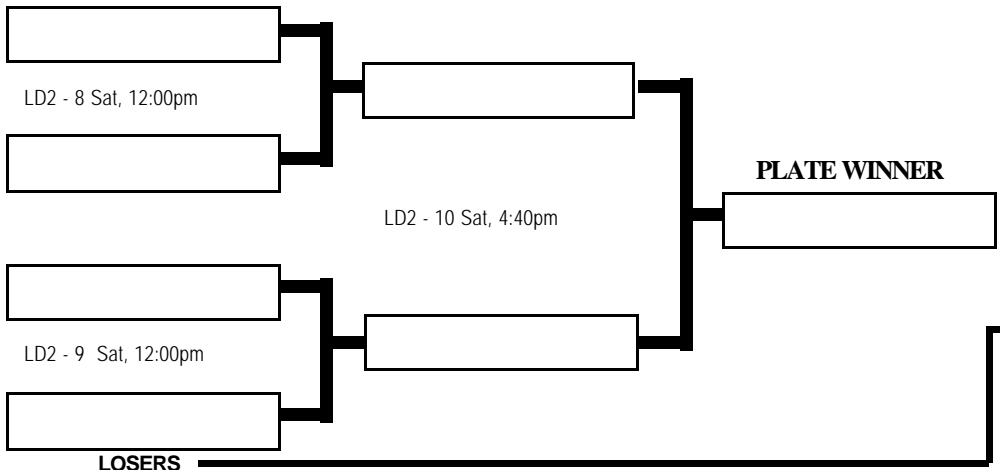 LD2 - 8 Sat, 12:00pm
PLATE WINNER
LD2 - 10 Sat, 4:40pm
LD2 - 9 Sat, 12:00pm
LOSERS